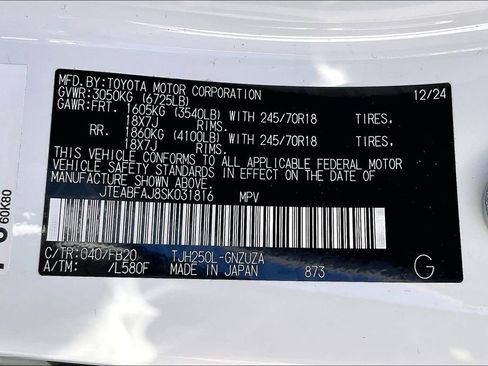 MFD.BY:TOYOTA MOTOR CORPORATION 12/24
GVWR:3050KG (6725LB)
GAWR:FRT. 1605KG (3540LB) WITH 245/70R18 TIRES,
18X7J RIMS.
RR. 1860KG (4100LB) WITH 245/70R18 TIRES,
18X7J RIMS.
THIS VEHICLE CONFORMS TO ALL APPLICABLE FEDERAL MOTOR
VEHICLE SAFETY STANDARDS IN EFFECT ON THE DATE OF
MANUFACTURE SHOWN ABOVE.
JTEABFAJ8SK031816 MPV
C/TR:040/FB20 TJH250L-GNZUZA
A/TM: /L580F MADE IN JAPAN 873 G
60K80